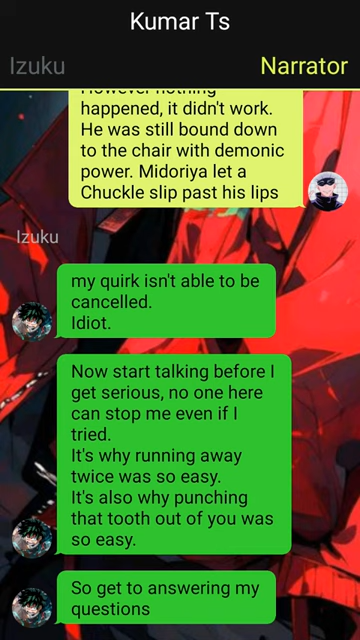 Kumar Ts
Izuku
Narrator
However nothing
happened, it didn't work.
He was still bound down
to the chair with demonic
power. Midoriya let a
Chuckle slip past his lips
Izuku
my quirk isn't able to be
cancelled.
Idiot.
Now start talking before I
get serious, no one here
can stop me even if I
tried.
It's why running away
twice was so easy.
It's also why punching
that tooth out of you was
so easy.
So get to answering my
questions